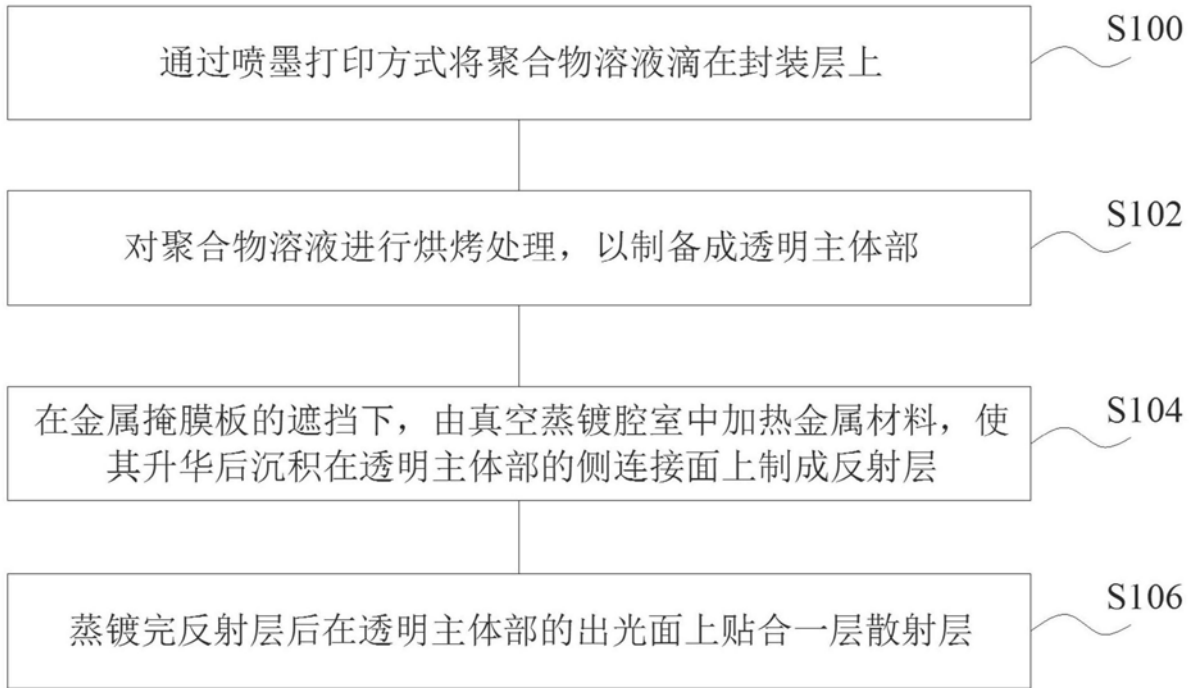 S100
通过喷墨打印方式将聚合物溶液滴在封装层上
S102
对聚合物溶液进行烘烤处理，以制备成透明主体部
S104
在金属掩膜板的遮挡下，由真空蒸镀腔室中加热金属材料，使
其升华后沉积在透明主体部的侧连接面上制成反射层
S106
蒸镀完反射层后在透明主体部的出光面上贴合一层散射层